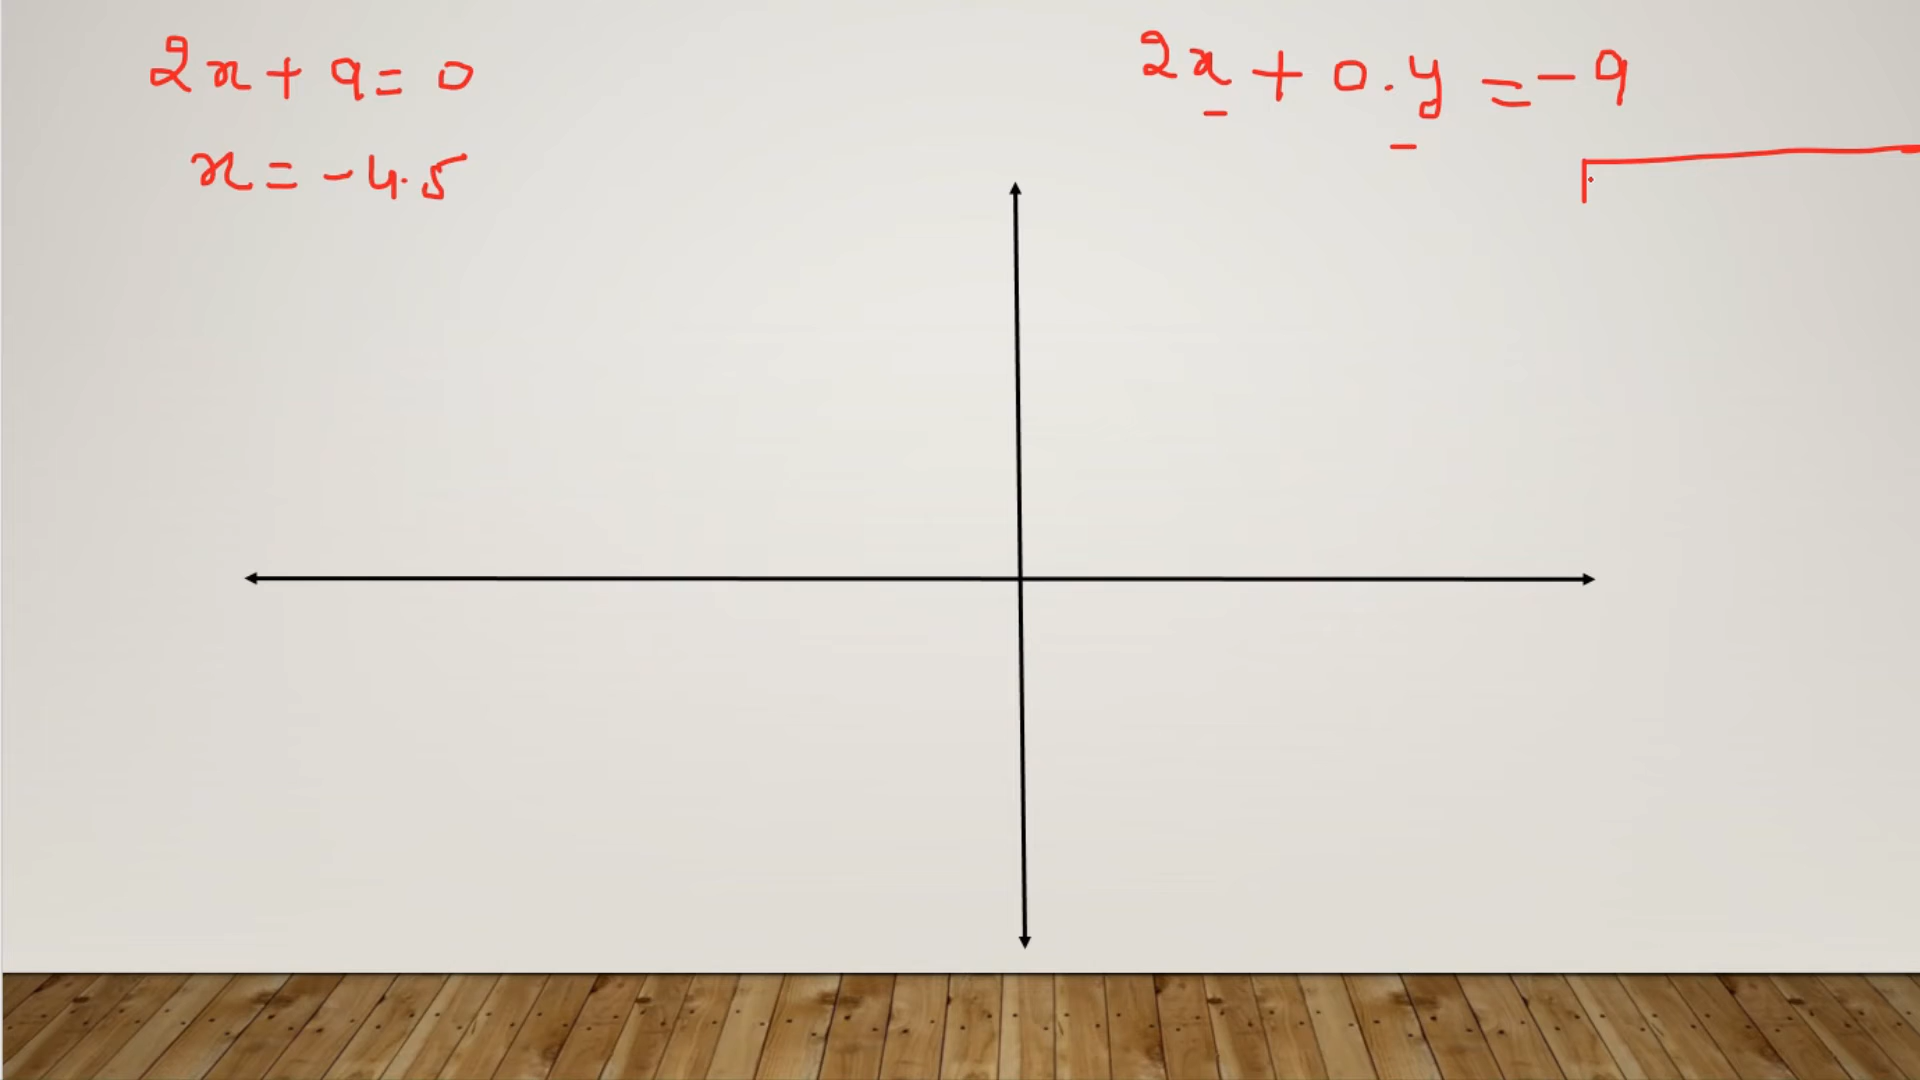 2x + 9 = 0
x = -4.5
2x + 0.y = -9